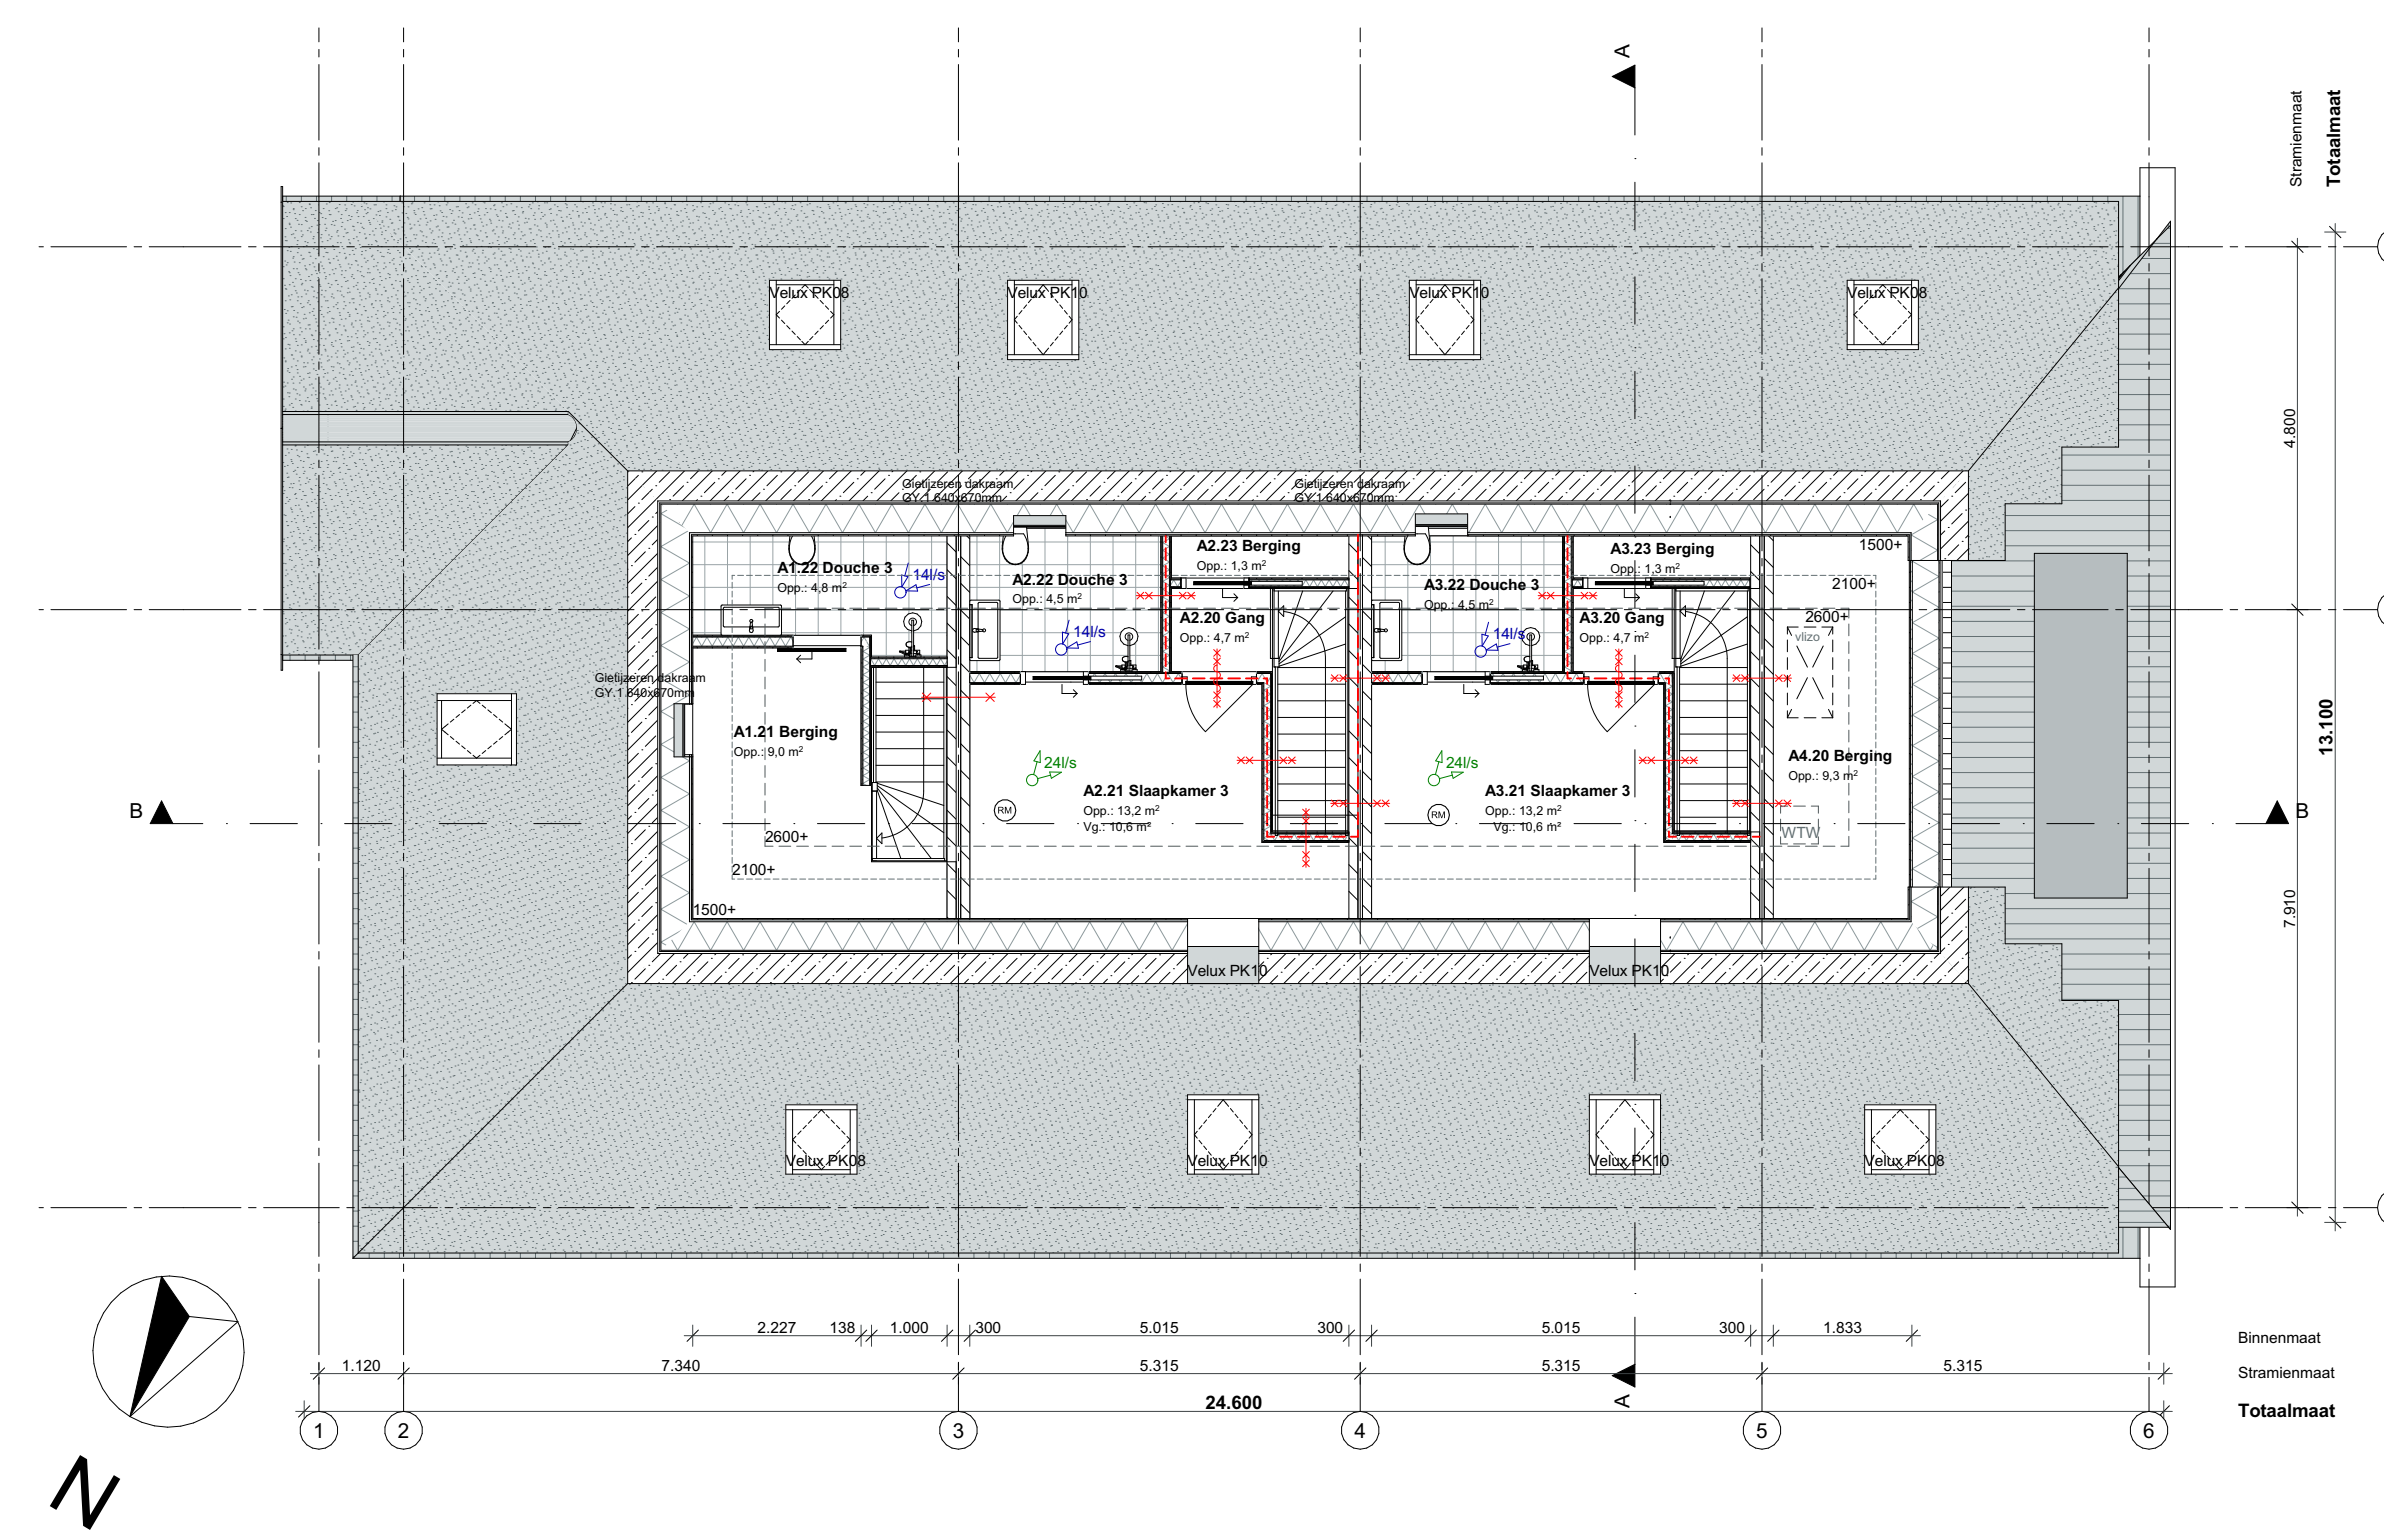 A
Stramienmaat
Totaalmaat
Velux PK08
Velux PK10
Velux PK10
Velux PK08
4.800
Gietijzeren dakraam
GY.1 640x670mm
Gietijzeren dakraam
GY.1 640x670mm
A1.22 Douche 3
Opp.: 4,8 m²
14l/s
A2.22 Douche 3
Opp.: 4,5 m²
14l/s
A2.23 Berging
Opp.: 1,3 m²
A2.20 Gang
Opp.: 4,7 m²
A3.22 Douche 3
Opp.: 4,5 m²
14l/s
A3.23 Berging
Opp.: 1,3 m²
A3.20 Gang
Opp.: 4,7 m²
1500+
2100+
2600+
vlizo
Gietijzeren dakraam
GY.1 640x670mm
A1.21 Berging
Opp.: 9,0 m²
24l/s
A2.21 Slaapkamer 3
Opp.: 13,2 m²
Vg.: 10,6 m²
RM
24l/s
A3.21 Slaapkamer 3
Opp.: 13,2 m²
Vg.: 10,6 m²
RM
A4.20 Berging
Opp.: 9,3 m²
WTW
13.100
B
B
2600+
2100+
1500+
7.910
Velux PK10
Velux PK10
Velux PK08
Velux PK10
Velux PK10
Velux PK08
2.227
138
1.000
300
5.015
300
5.015
300
1.833
Binnenmaat
1.120
7.340
5.315
5.315
5.315
Stramienmaat
24.600
A
Totaalmaat
1
2
3
4
5
6
N